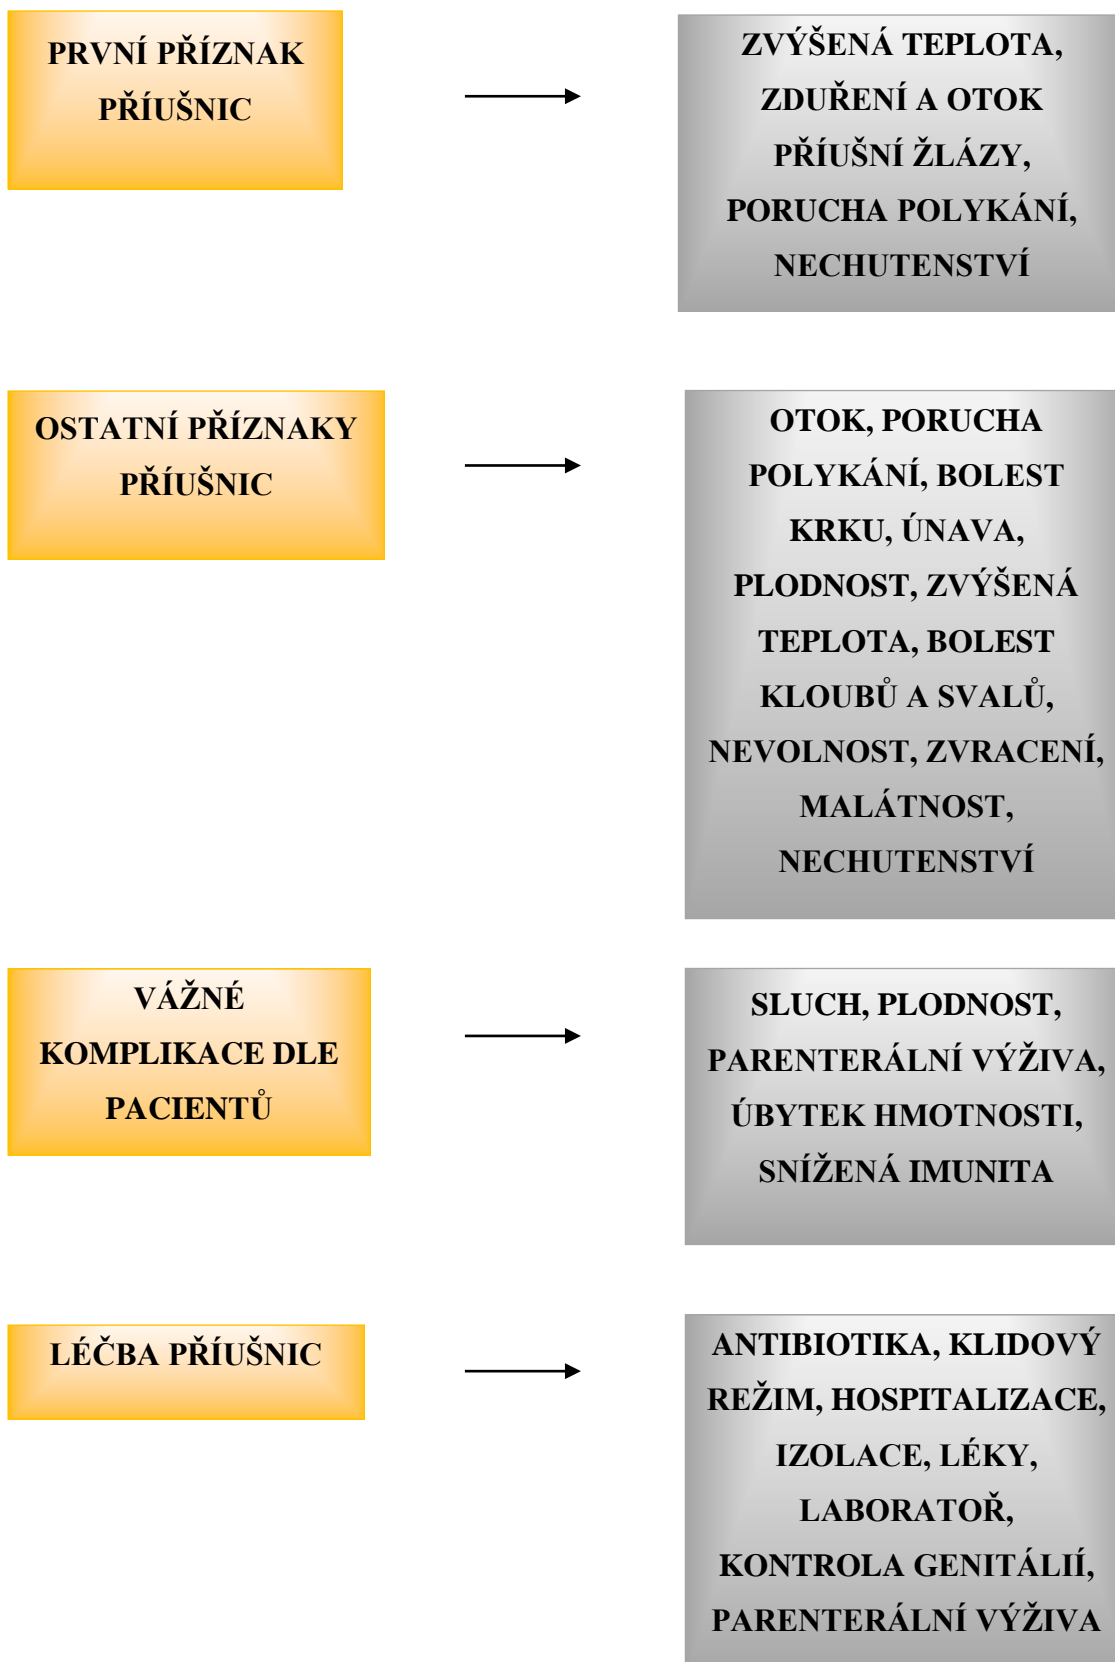 PRVNÍ PŘÍZNAK
PŘÍUŠNIC
ZVÝŠENÁ TEPLOTA,
ZDUŘENÍ A OTOK
PŘÍUŠNÍ ŽLÁZY,
PORUCHA POLYKÁNÍ,
NECHUTENSTVÍ
OSTATNÍ PŘÍZNAKY
PŘÍUŠNIC
OTOK, PORUCHA
POLYKÁNÍ, BOLEST
KRKU, ÚNAVA,
PLODNOST, ZVÝŠENÁ
TEPLOTA, BOLEST
KLOUBŮ A SVALŮ,
NEVOLNOST, ZVRACENÍ,
MALÁTNOST,
NECHUTENSTVÍ
VÁŽNÉ
KOMPLIKACE DLE
PACIENTŮ
SLUCH, PLODNOST,
PARENTERÁLNÍ VÝŽIVA,
ÚBYTEK HMOTNOSTI,
SNÍŽENÁ IMUNITA
LÉČBA PŘÍUŠNIC
ANTIBIOTIKA, KLIDOVÝ
REŽIM, HOSPITALIZACE,
IZOLACE, LÉKY,
LABORATOŘ,
KONTROLA GENITÁLIÍ,
PARENTERÁLNÍ VÝŽIVA